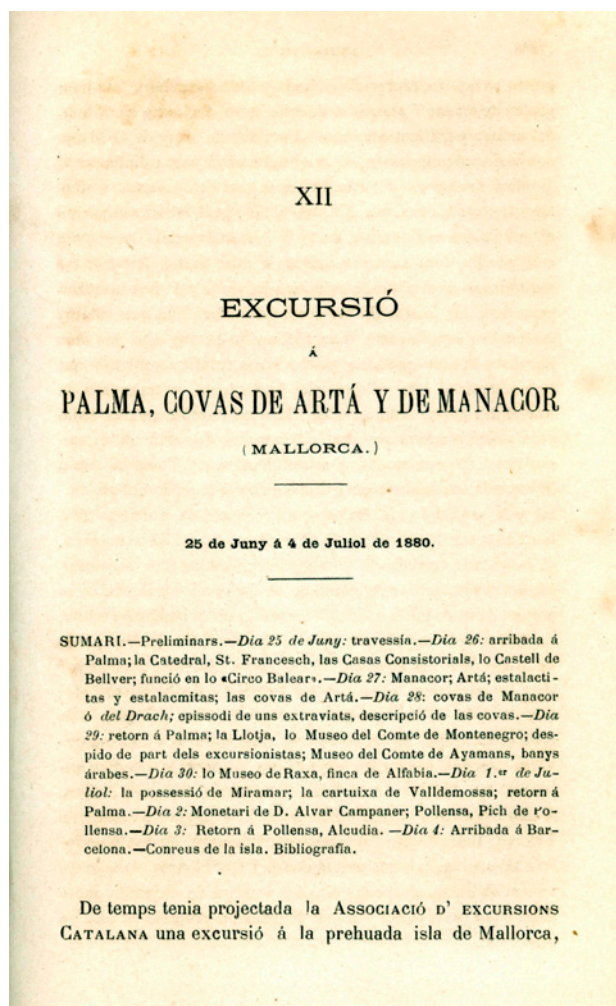 XII
EXCURSIÓ
Á
PALMA, COVAS DE ARTÁ Y DE MANACOR
(MALLORCA.)
25 de Juny á 4 de Juliol de 1880.
SUMARI.—Preliminars.—Dia 25 de Juny: travessía.—Dia 26: arribada á
Palma; la Catedral, St. Francesch, las Casas Consistorials, lo Castell de
Bellver; funció en lo «Circo Balear».—Dia 27: Manacor; Artá; estalacti-
tas y estalacmitas; las covas de Artá.—Dia 28: covas de Manacor
ó del Drach; epissodi de uns extraviats, descripció de las covas.—Dia
29: retorn á Palma; la Llotja, lo Museo del Comte de Montenegro; des-
pido de part dels excursionistas; Museo del Comte de Ayamans, banys
árabes.—Dia 30: lo Museo de Raxa, finca de Alfabia.—Dia 1.er de Ju-
liol: la possessió de Miramar; la cartuixa de Valldemossa; retorn á
Palma.—Dia 2: Monetari de D. Alvar Campaner; Pollensa, Pich de Po-
llensa.—Dia 3: Retorn á Pollensa, Alcudia.—Dia 4: Arribada á Bar-
celona.—Conreus de la isla. Bibliografía.
De temps tenia projectada la ASSOCIACIÓ D' EXCURSIONS
CATALANA una excursió á la prehuada isla de Mallorca,